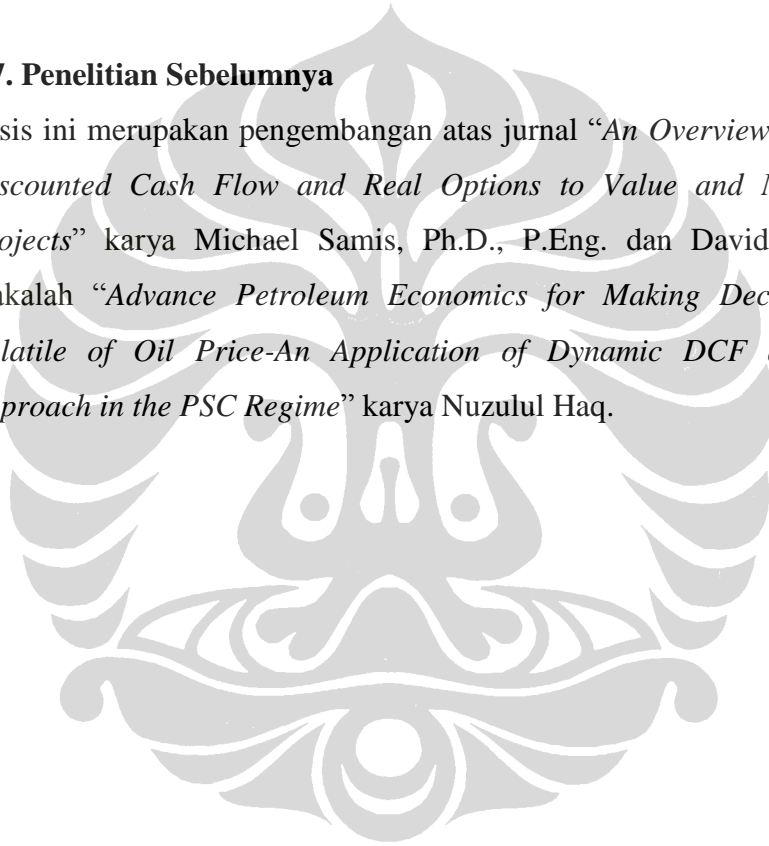 7. Penelitian Sebelumnya
sis ini merupakan pengembangan atas jurnal “An Overview
scounted Cash Flow and Real Options to Value and
ojects” karya Michael Samis, Ph.D., P.Eng. dan David
akalah “Advance Petroleum Economics for Making Dec
latile of Oil Price-An Application of Dynamic DCF
pproach in the PSC Regime” karya Nuzulul Haq.